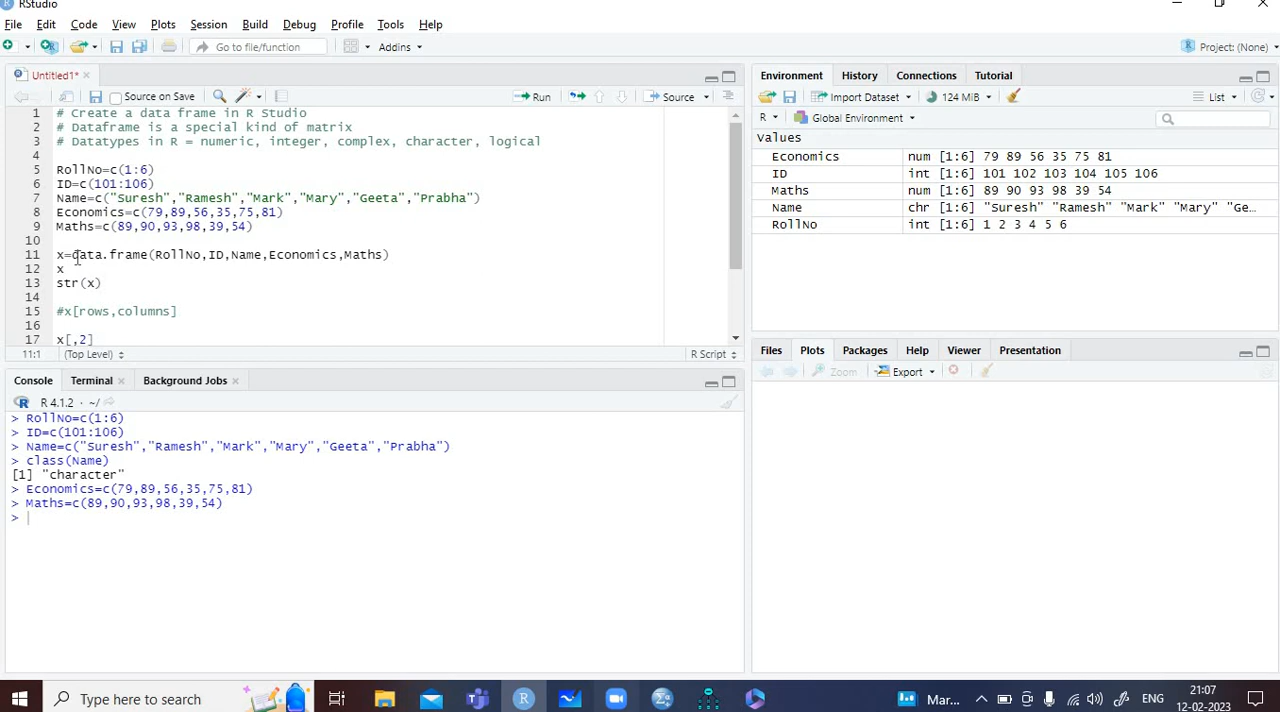 RStudio
File Edit Code View Plots Session Build Debug Profile Tools Help
Go to file/function Addins Project: (None)
Untitled1*
Source on Save Run Source
1 # Create a data frame in R Studio
2 # Dataframe is a special kind of matrix
3 # Datatypes in R = numeric, integer, complex, character, logical
4
5 RollNo=c(1:6)
6 ID=c(101:106)
7 Name=c("Suresh","Ramesh","Mark","Mary","Geeta","Prabha")
8 Economics=c(79,89,56,35,75,81)
9 Maths=c(89,90,93,98,39,54)
10
11 x=data.frame(RollNo,ID,Name,Economics,Maths)
12 x
13 str(x)
14
15 #x[rows,columns]
16
17 x[,2]
11:1 (Top Level) R Script
Console Terminal Background Jobs
R 4.1.2 · ~/
> RollNo=c(1:6)
> ID=c(101:106)
> Name=c("Suresh","Ramesh","Mark","Mary","Geeta","Prabha")
> class(Name)
[1] "character"
> Economics=c(79,89,56,35,75,81)
> Maths=c(89,90,93,98,39,54)
>
Environment History Connections Tutorial
Import Dataset 124 MiB List
R Global Environment
Values
Economics num [1:6] 79 89 56 35 75 81
ID int [1:6] 101 102 103 104 105 106
Maths num [1:6] 89 90 93 98 39 54
Name chr [1:6] "Suresh" "Ramesh" "Mark" "Mary" "Ge…
RollNo int [1:6] 1 2 3 4 5 6
Files Plots Packages Help Viewer Presentation
Zoom Export
Type here to search
Mar...
ENG
21:07
12-02-2023